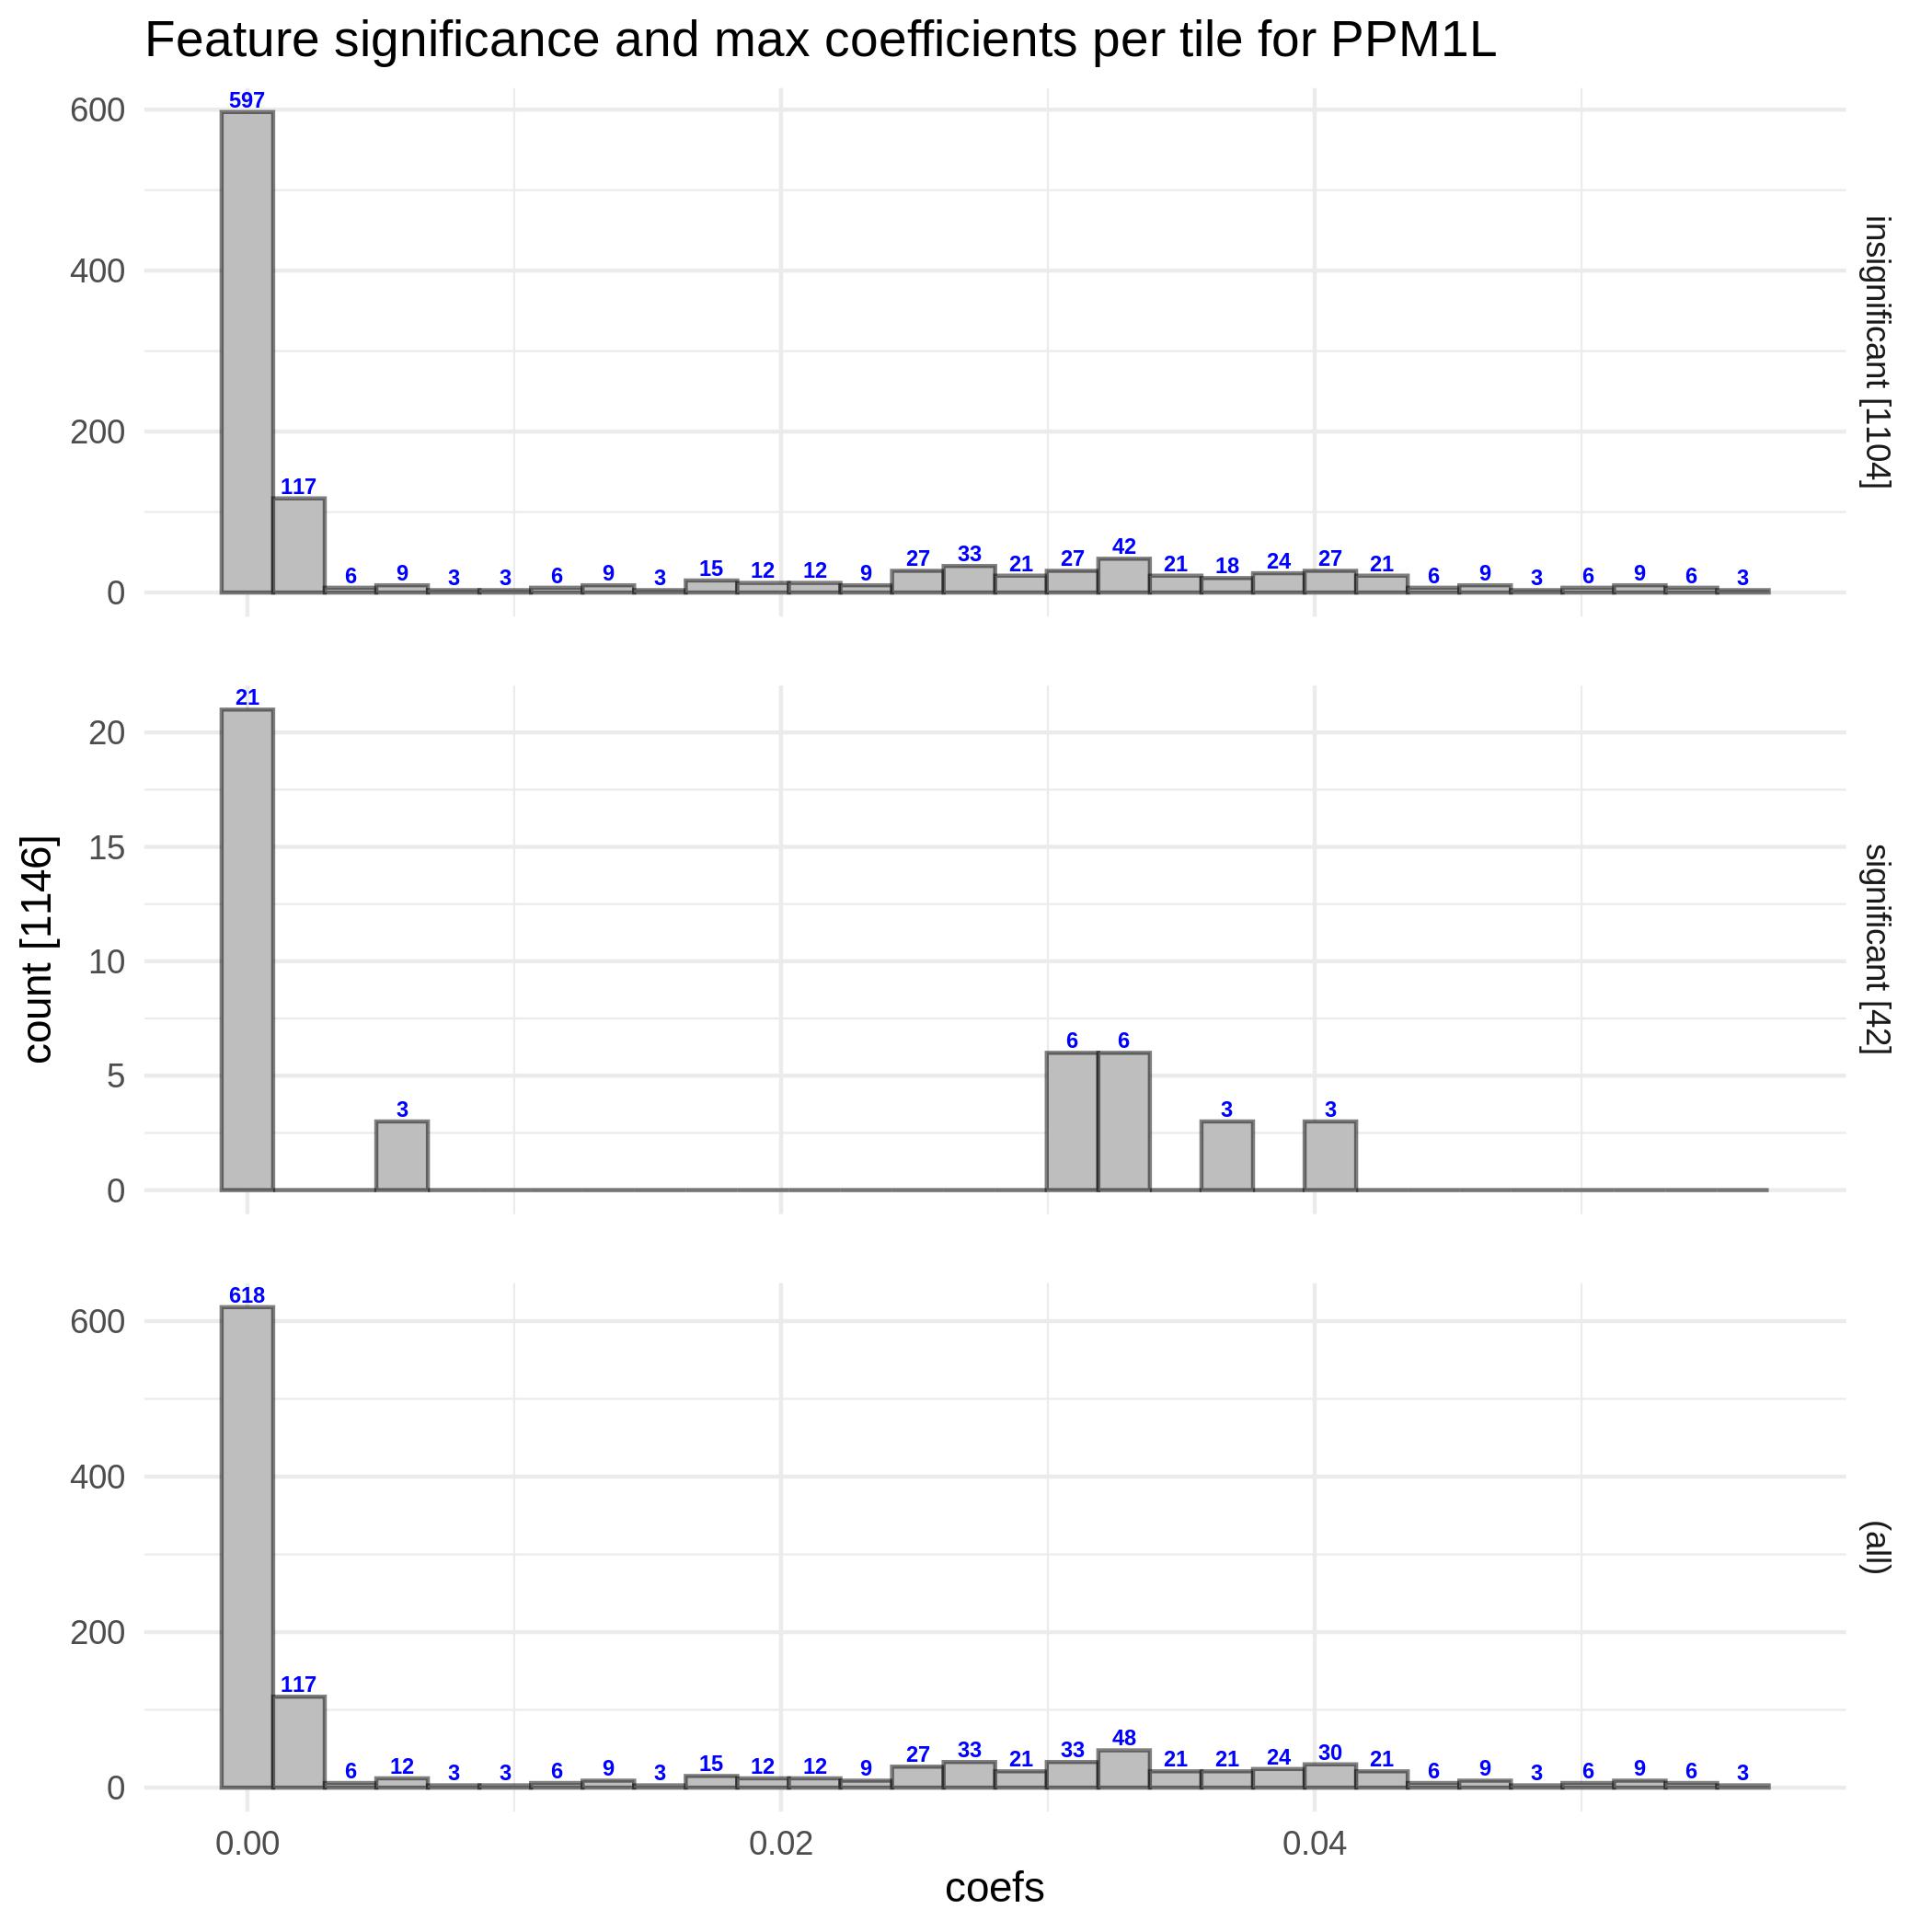 Feature significance and max coefficients per tile for PPM1L
597
600
400
200
0
117
6 9 3 3 6 9 3 15 12 12 9 27 33 21 27 42 21 18 24 27 21 6 9 3 6 9 6 3
insignificant [1104]
21
20
15
10
5
0
3 6 6 3 3
significant [42]
count [1146]
618
600
400
200
0
117
6 12 3 3 6 9 3 15 12 12 9 27 33 21 33 48 21 21 24 30 21 6 9 3 6 9 6 3
(all)
0.00 0.02 0.04
coefs